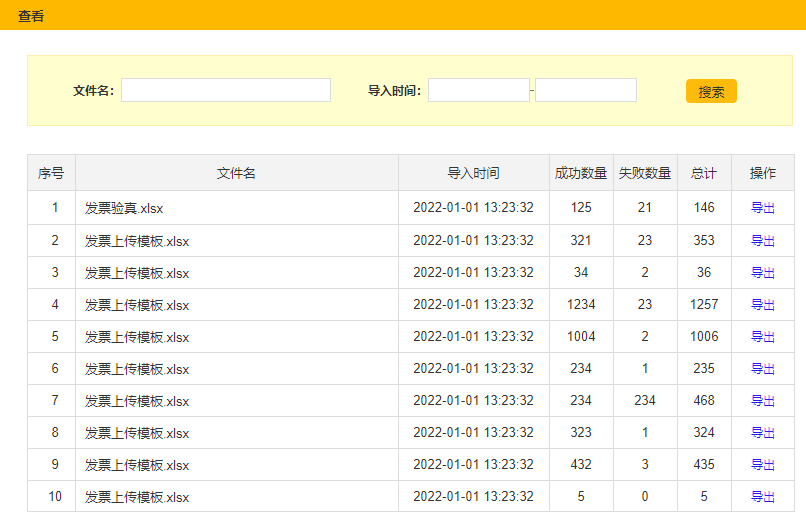 查看
文件名: 导入时间: - 搜索
序号 文件名 导入时间 成功数量 失败数量 总计 操作
1 发票验真.xlsx 2022-01-01 13:23:32 125 21 146 导出
2 发票上传模板.xlsx 2022-01-01 13:23:32 321 23 353 导出
3 发票上传模板.xlsx 2022-01-01 13:23:32 34 2 36 导出
4 发票上传模板.xlsx 2022-01-01 13:23:32 1234 23 1257 导出
5 发票上传模板.xlsx 2022-01-01 13:23:32 1004 2 1006 导出
6 发票上传模板.xlsx 2022-01-01 13:23:32 234 1 235 导出
7 发票上传模板.xlsx 2022-01-01 13:23:32 234 234 468 导出
8 发票上传模板.xlsx 2022-01-01 13:23:32 323 1 324 导出
9 发票上传模板.xlsx 2022-01-01 13:23:32 432 3 435 导出
10 发票上传模板.xlsx 2022-01-01 13:23:32 5 0 5 导出